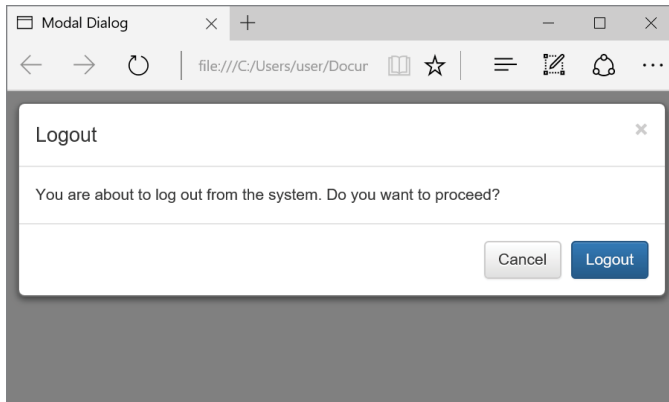 Modal Dialog
file:///C:/Users/user/Docur
Logout
You are about to log out from the system. Do you want to proceed?
Cancel Logout